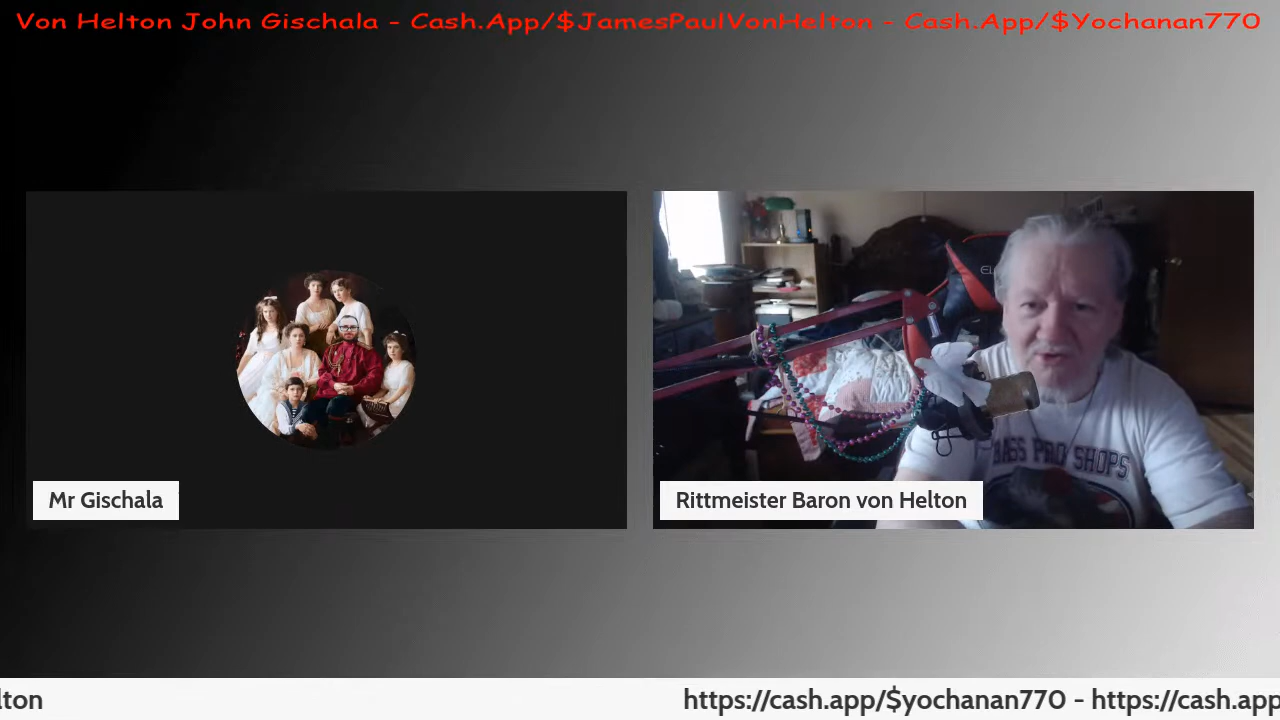 Von Helton John Gischala - Cash.App/$JamesPaulVonHelton - Cash.App/$Yochanan770
Mr Gischala
Rittmeister Baron von Helton
BASS PRO SHOPS
lton https://cash.app/$yochanan770 - https://cash.app